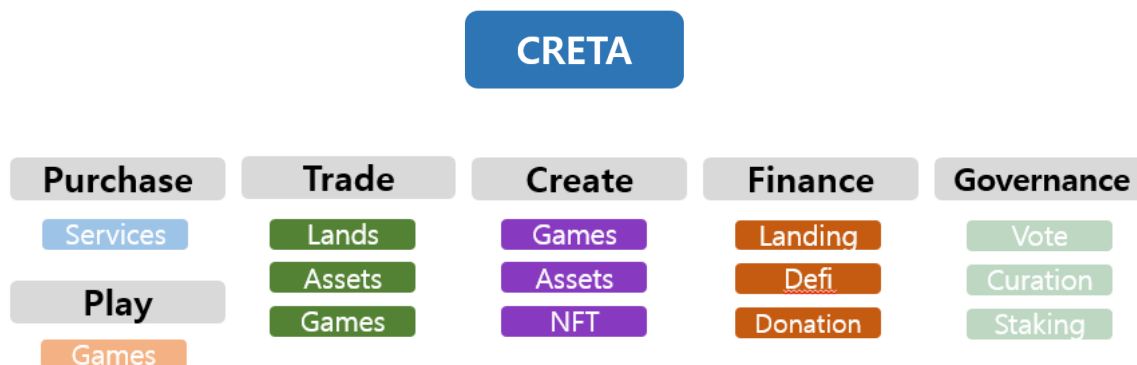 CRETA
Purchase
Services
Play
Games
Trade
Lands
Assets
Games
Create
Games
Assets
NFT
Finance
Landing
Defi
Donation
Governance
Vote
Curation
Staking